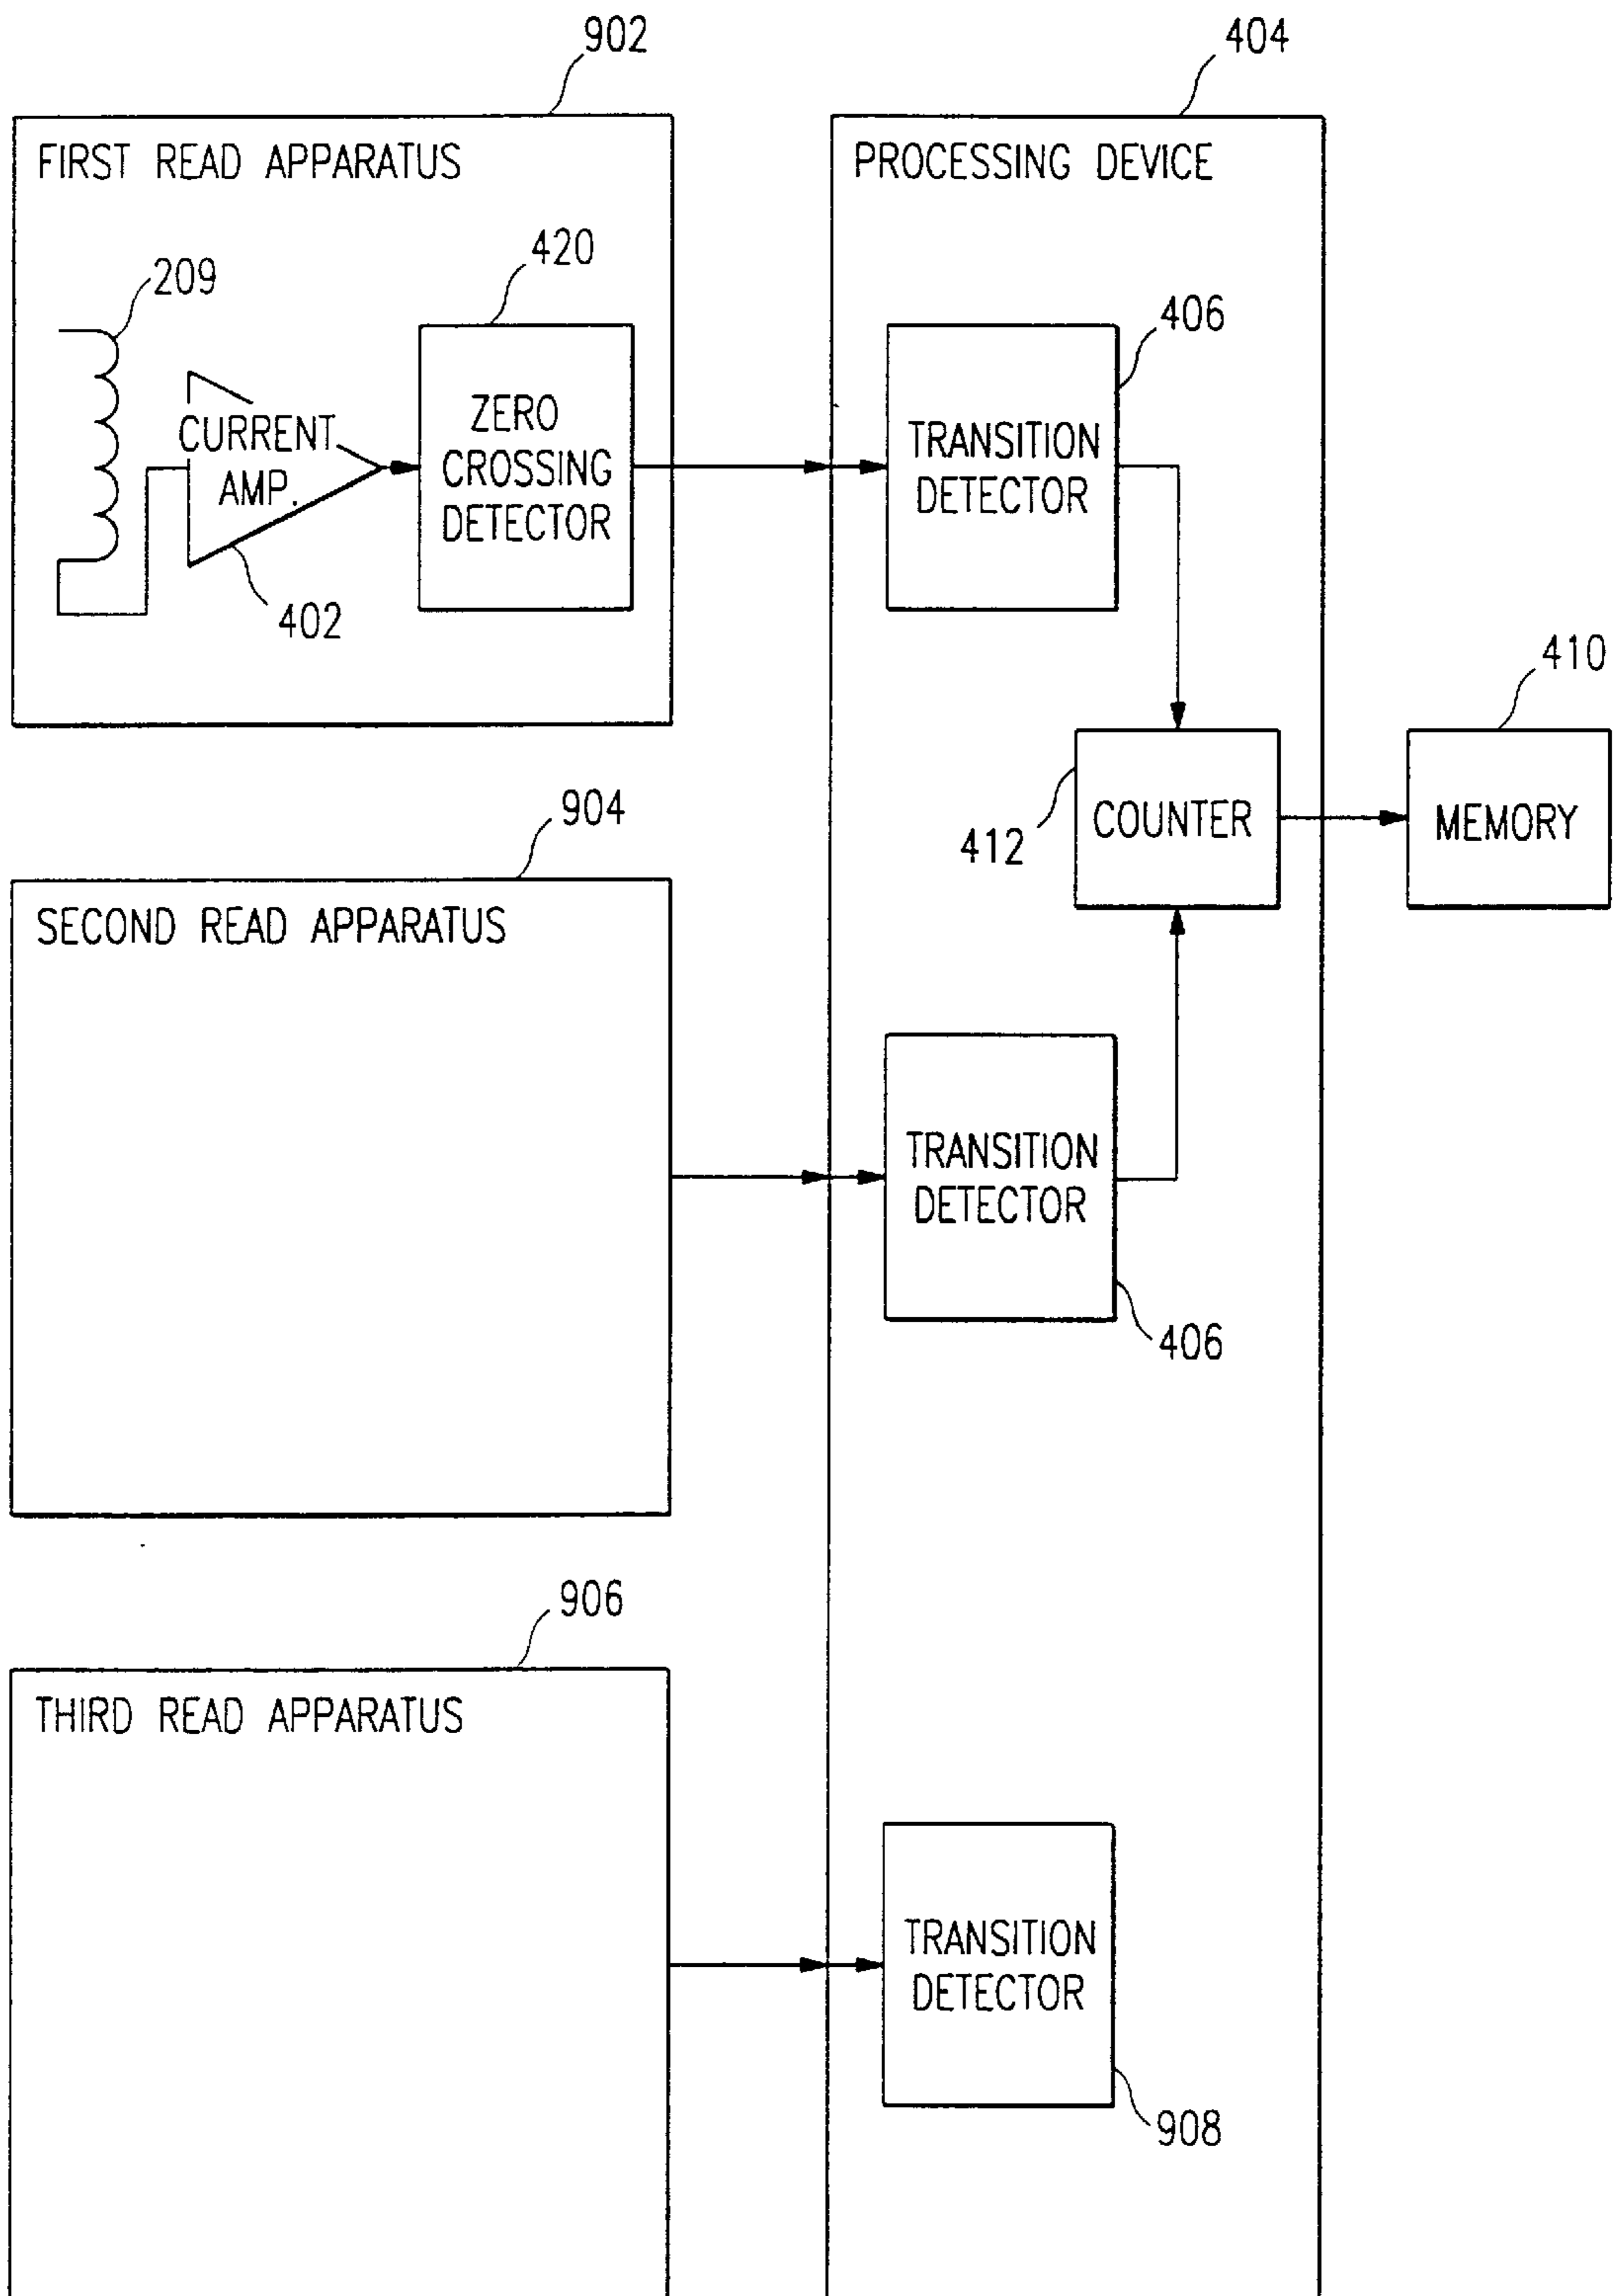 902
404
FIRST READ APPARATUS
PROCESSING DEVICE
209
420
406
CURRENT
AMP.
ZERO
CROSSING
DETECTOR
TRANSITION
DETECTOR
402
410
412
COUNTER
MEMORY
904
SECOND READ APPARATUS
TRANSITION
DETECTOR
406
906
THIRD READ APPARATUS
TRANSITION
DETECTOR
908